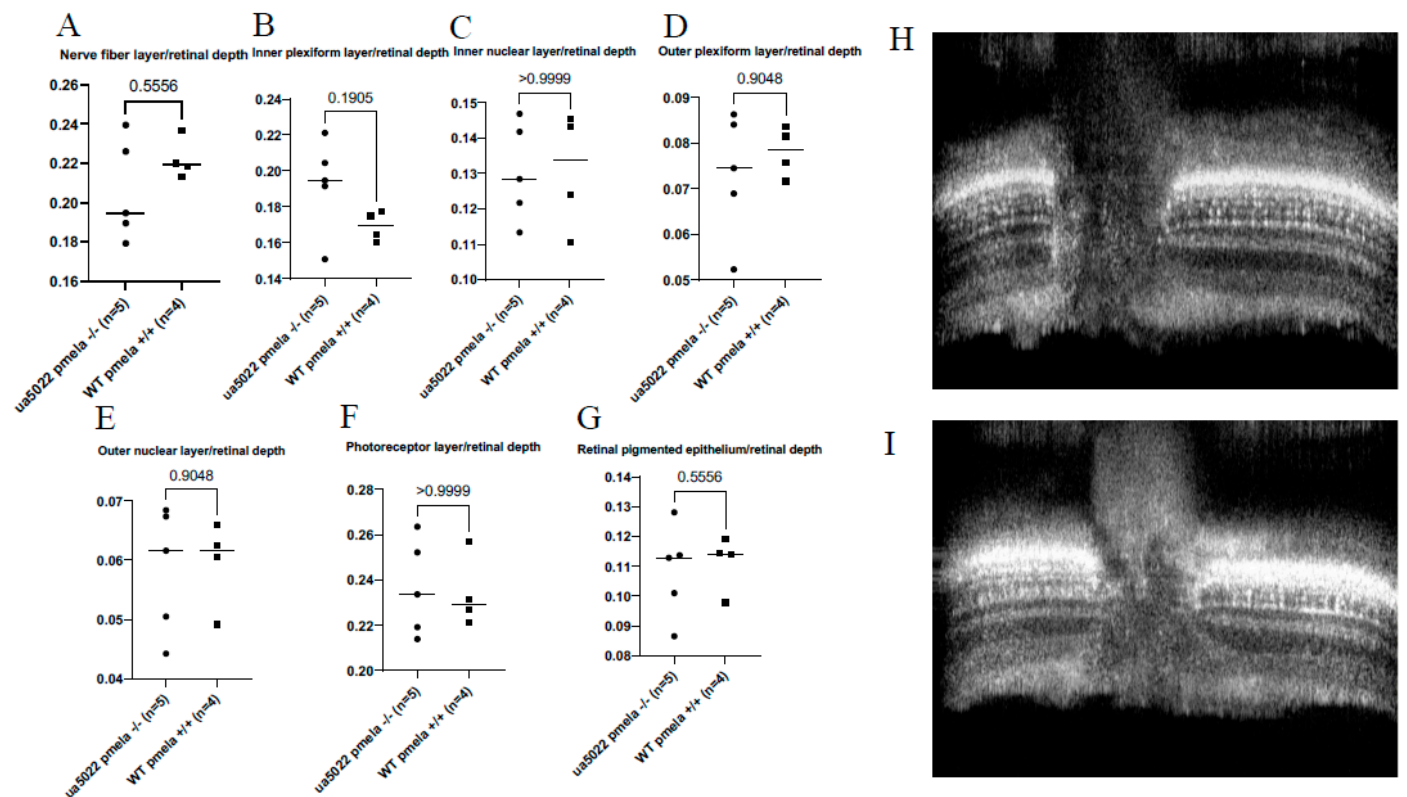 A
Nerve fiber layer/retinal depth
0.5556
0.26
0.24
0.22
0.20
0.18
0.16
ua5022 pmela -/- (n=5)
WT pmela +/+ (n=4)
B
Inner plexiform layer/retinal depth
0.1905
0.24
0.22
0.20
0.18
0.16
0.14
ua5022 pmela -/- (n=5)
WT pmela +/+ (n=4)
C
Inner nuclear layer/retinal depth
>0.9999
0.15
0.14
0.13
0.12
0.11
0.10
ua5022 pmela -/- (n=5)
WT pmela +/+ (n=4)
D
Outer plexiform layer/retinal depth
0.9048
0.09
0.08
0.07
0.06
0.05
ua5022 pmela -/- (n=5)
WT pmela +/+ (n=4)
E
Outer nuclear layer/retinal depth
0.9048
0.07
0.06
0.05
0.04
ua5022 pmela -/- (n=5)
WT pmela +/+ (n=4)
F
Photoreceptor layer/retinal depth
>0.9999
0.28
0.26
0.24
0.22
0.20
ua5022 pmela -/- (n=5)
WT pmela +/+ (n=4)
G
Retinal pigmented epithelium/retinal depth
0.5556
0.14
0.13
0.12
0.11
0.10
0.09
0.08
ua5022 pmela -/- (n=5)
WT pmela +/+ (n=4)
H
I